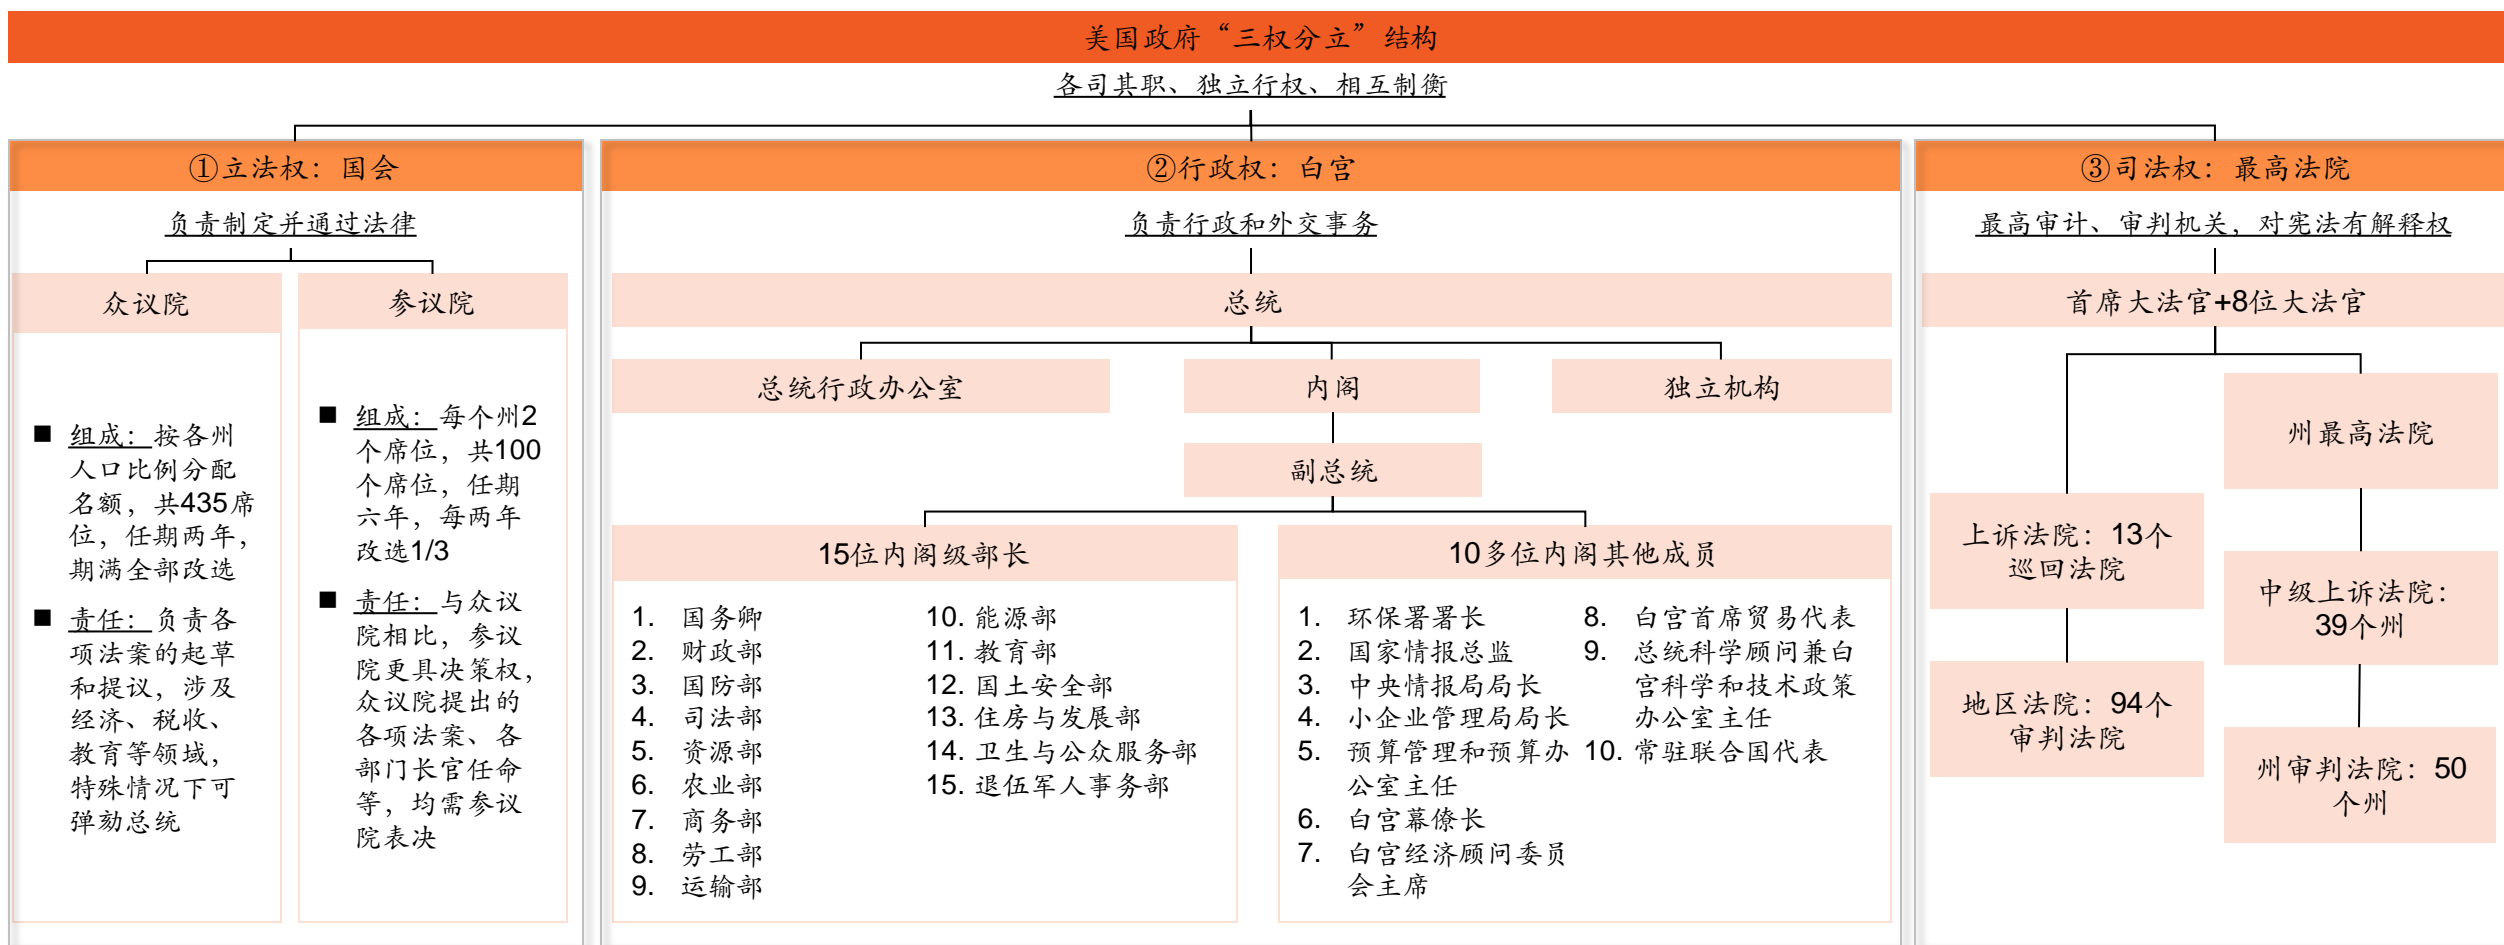 美国政府“三权分立”结构
各司其职、独立行权、相互制衡
①立法权：国会
负责制定并通过法律
众议院
■ 组成：按各州
人口比例分配
名额，共435席
位，任期两年，
期满全部改选
■ 责任：负责各
项法案的起草
和提议，涉及
经济、税收、
教育等领域，
特殊情况下可
弹劾总统
参议院
■ 组成：每个州2
个席位，共100
个席位，任期
六年，每两年
改选1/3
■ 责任：与众议
院相比，参议
院更具决策权，
众议院提出的
各项法案、各
部门长官任命
等，均需参议
院表决
②行政权：白宫
负责行政和外交事务
总统
总统行政办公室
内阁
独立机构
副总统
15位内阁级部长
1. 国务卿
2. 财政部
3. 国防部
4. 司法部
5. 资源部
6. 农业部
7. 商务部
8. 劳工部
9. 运输部
10. 能源部
11. 教育部
12. 国土安全部
13. 住房与发展部
14. 卫生与公众服务部
15. 退伍军人事务部
10多位内阁其他成员
1. 环保署署长
2. 国家情报总监
3. 中央情报局局长
4. 小企业管理局局长
5. 预算管理和预算办
公室主任
6. 白宫幕僚长
7. 白宫经济顾问委员
会主席
8. 白宫首席贸易代表
9. 总统科学顾问兼白
宫科学和技术政策
办公室主任
10. 常驻联合国代表
③司法权：最高法院
最高审计、审判机关，对宪法有解释权
首席大法官+8位大法官
上诉法院：13个
巡回法院
地区法院：94个
审判法院
州最高法院
中级上诉法院：
39个州
州审判法院：50
个州